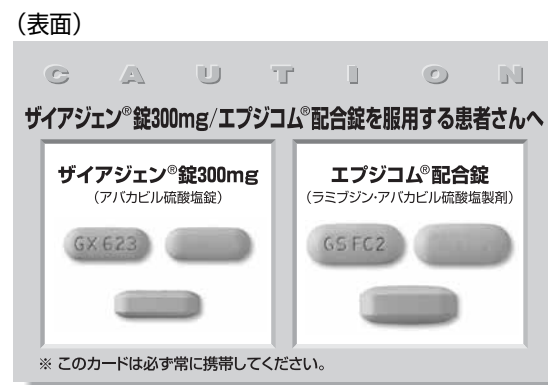 （表面）
CAUTION
ザイアジェン®錠300mg/エプジコム®配合錠を服用する患者さんへ
ザイアジェン®錠300mg
（アバカビル硫酸塩錠）
GX 623
エプジコム®配合錠
（ラミブジン・アバカビル硫酸塩製剤）
GS FC2
※ このカードは必ず常に携帯してください。